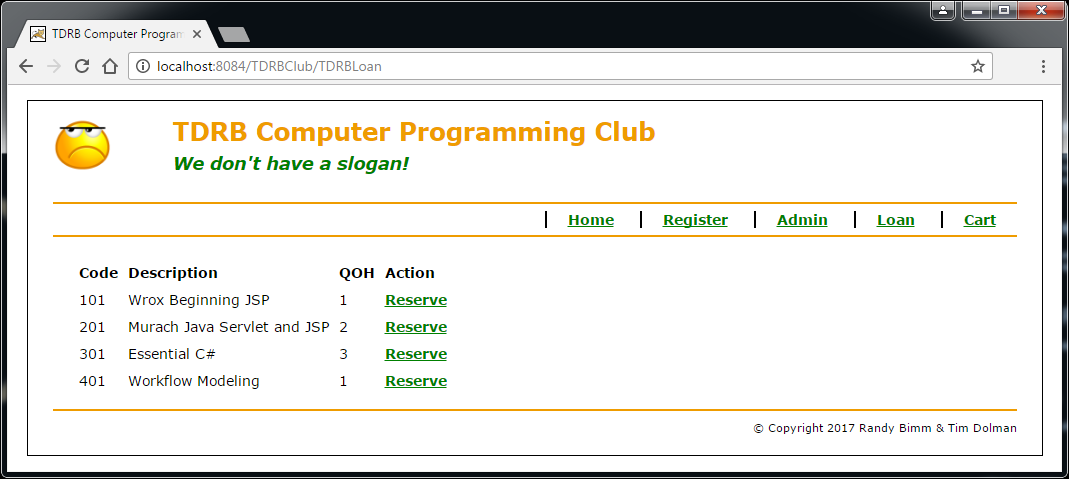 TDRB Computer Program
localhost:8084/TDRBClub/TDRBLoan
TDRB Computer Programming Club
We don't have a slogan!
Home Register Admin Loan Cart
Code Description QOH Action
101 Wrox Beginning JSP 1 Reserve
201 Murach Java Servlet and JSP 2 Reserve
301 Essential C# 3 Reserve
401 Workflow Modeling 1 Reserve
© Copyright 2017 Randy Bimm & Tim Dolman